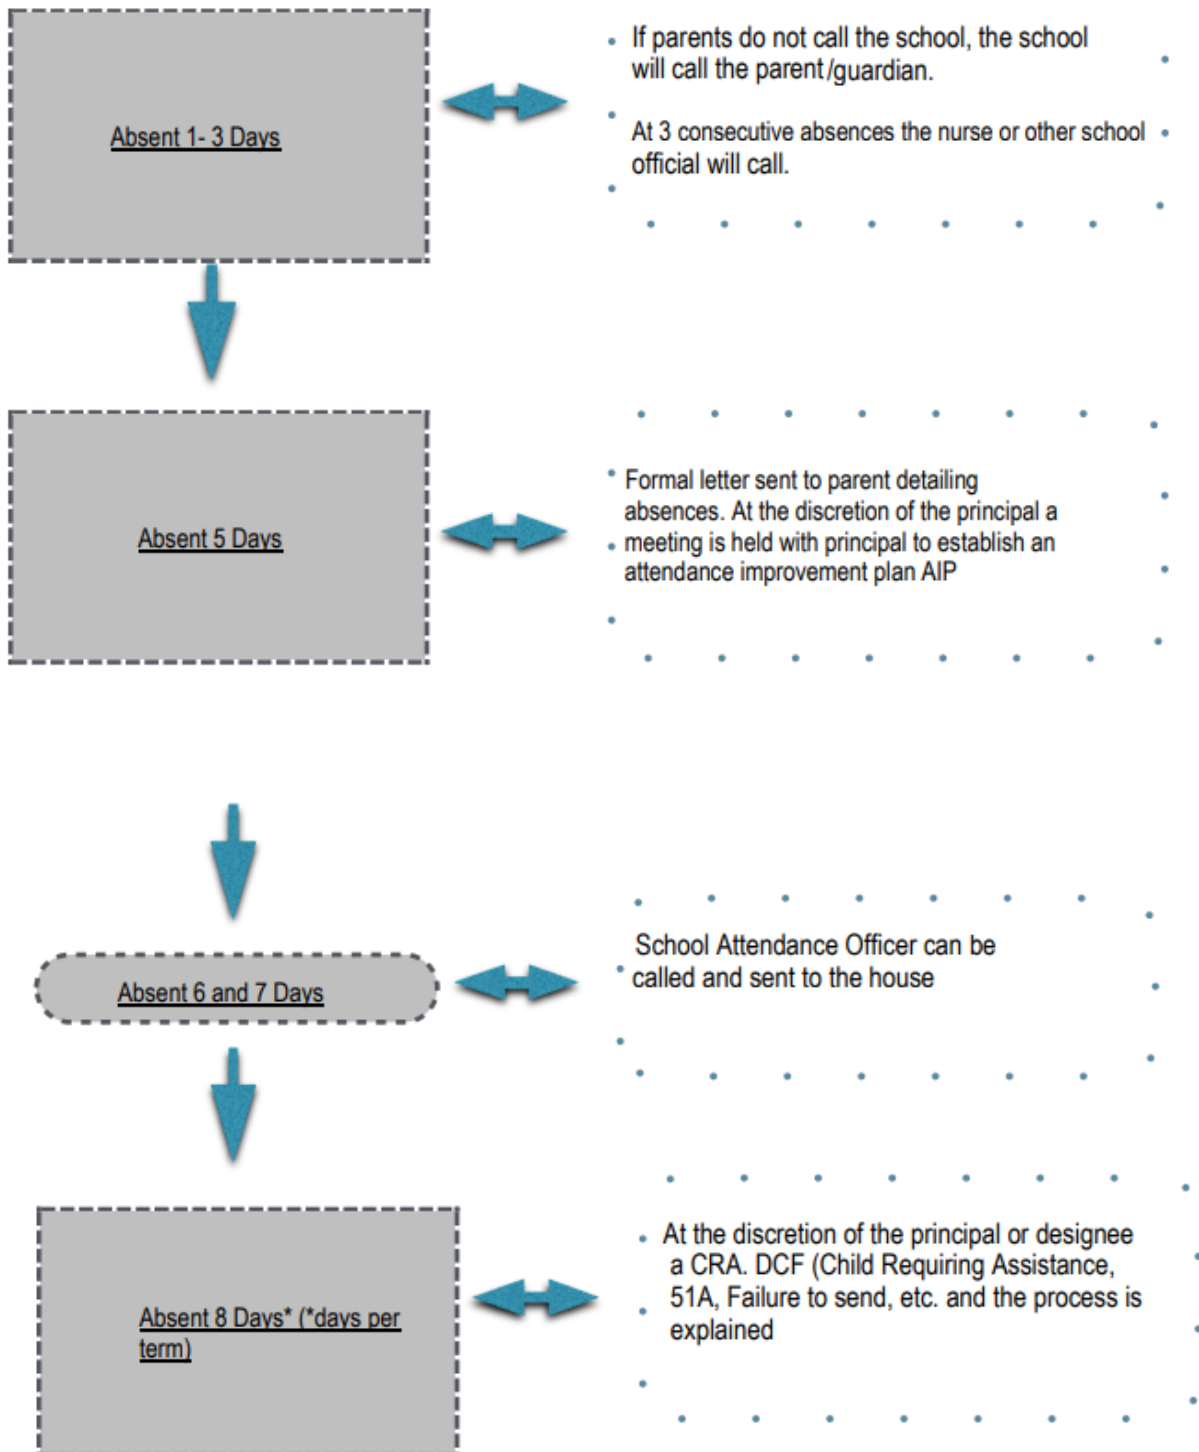 Absent 1- 3 Days
If parents do not call the school, the school
will call the parent/guardian.
At 3 consecutive absences the nurse or other school
official will call.
Absent 5 Days
Formal letter sent to parent detailing
absences. At the discretion of the principal a
meeting is held with principal to establish an
attendance improvement plan AIP
Absent 6 and 7 Days
School Attendance Officer can be
called and sent to the house
Absent 8 Days* (*days per
term)
At the discretion of the principal or designee
a CRA. DCF (Child Requiring Assistance,
51A, Failure to send, etc. and the process is
explained